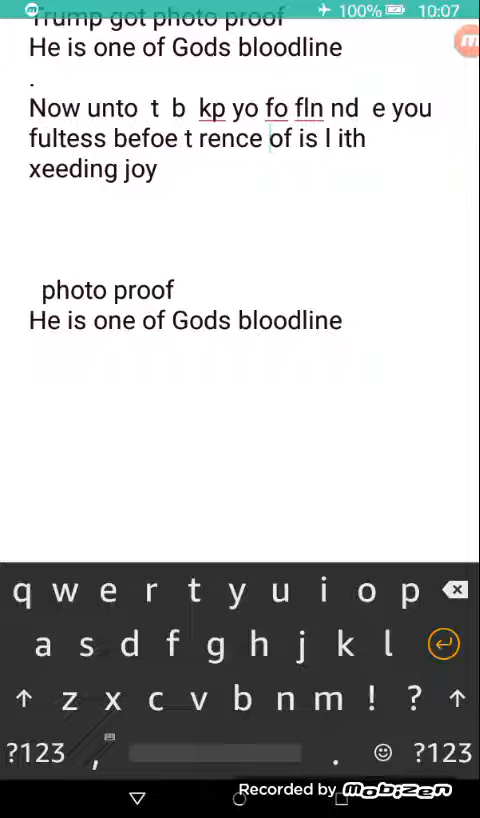 100% 10:07
Trump got photo proof
He is one of Gods bloodline
.
Now unto t b kp yo fo fln nd e you
fultess befoe t rence of is l ith
xeeding joy
photo proof
He is one of Gods bloodline
q w e r t y u i o p
a s d f g h j k l
z x c v b n m ! ?
?123 , . ?123
Recorded by mobizen